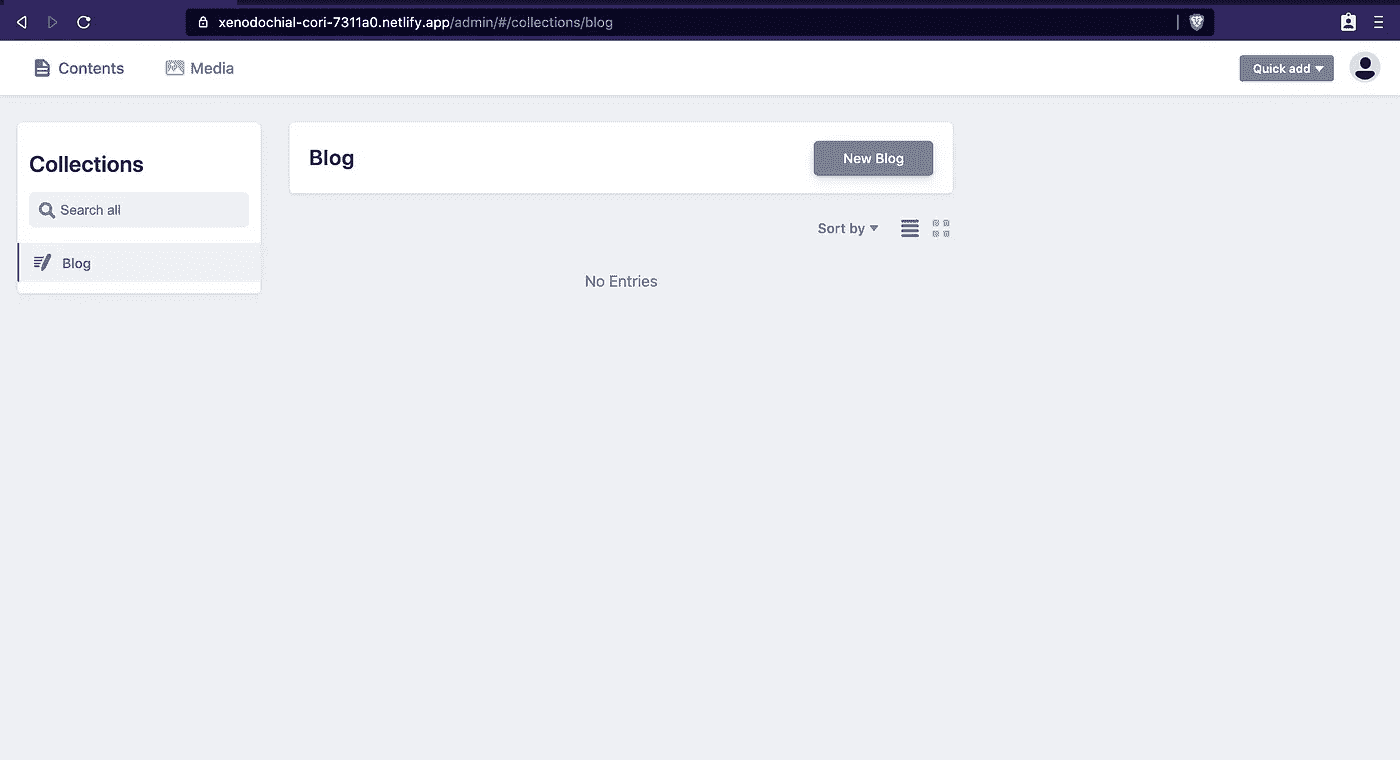 xenodochial-cori-7311a0.netlify.app/admin/#/collections/blog
Contents
Media
Quick add
Collections
Search all
Blog
Blog
New Blog
Sort by
No Entries